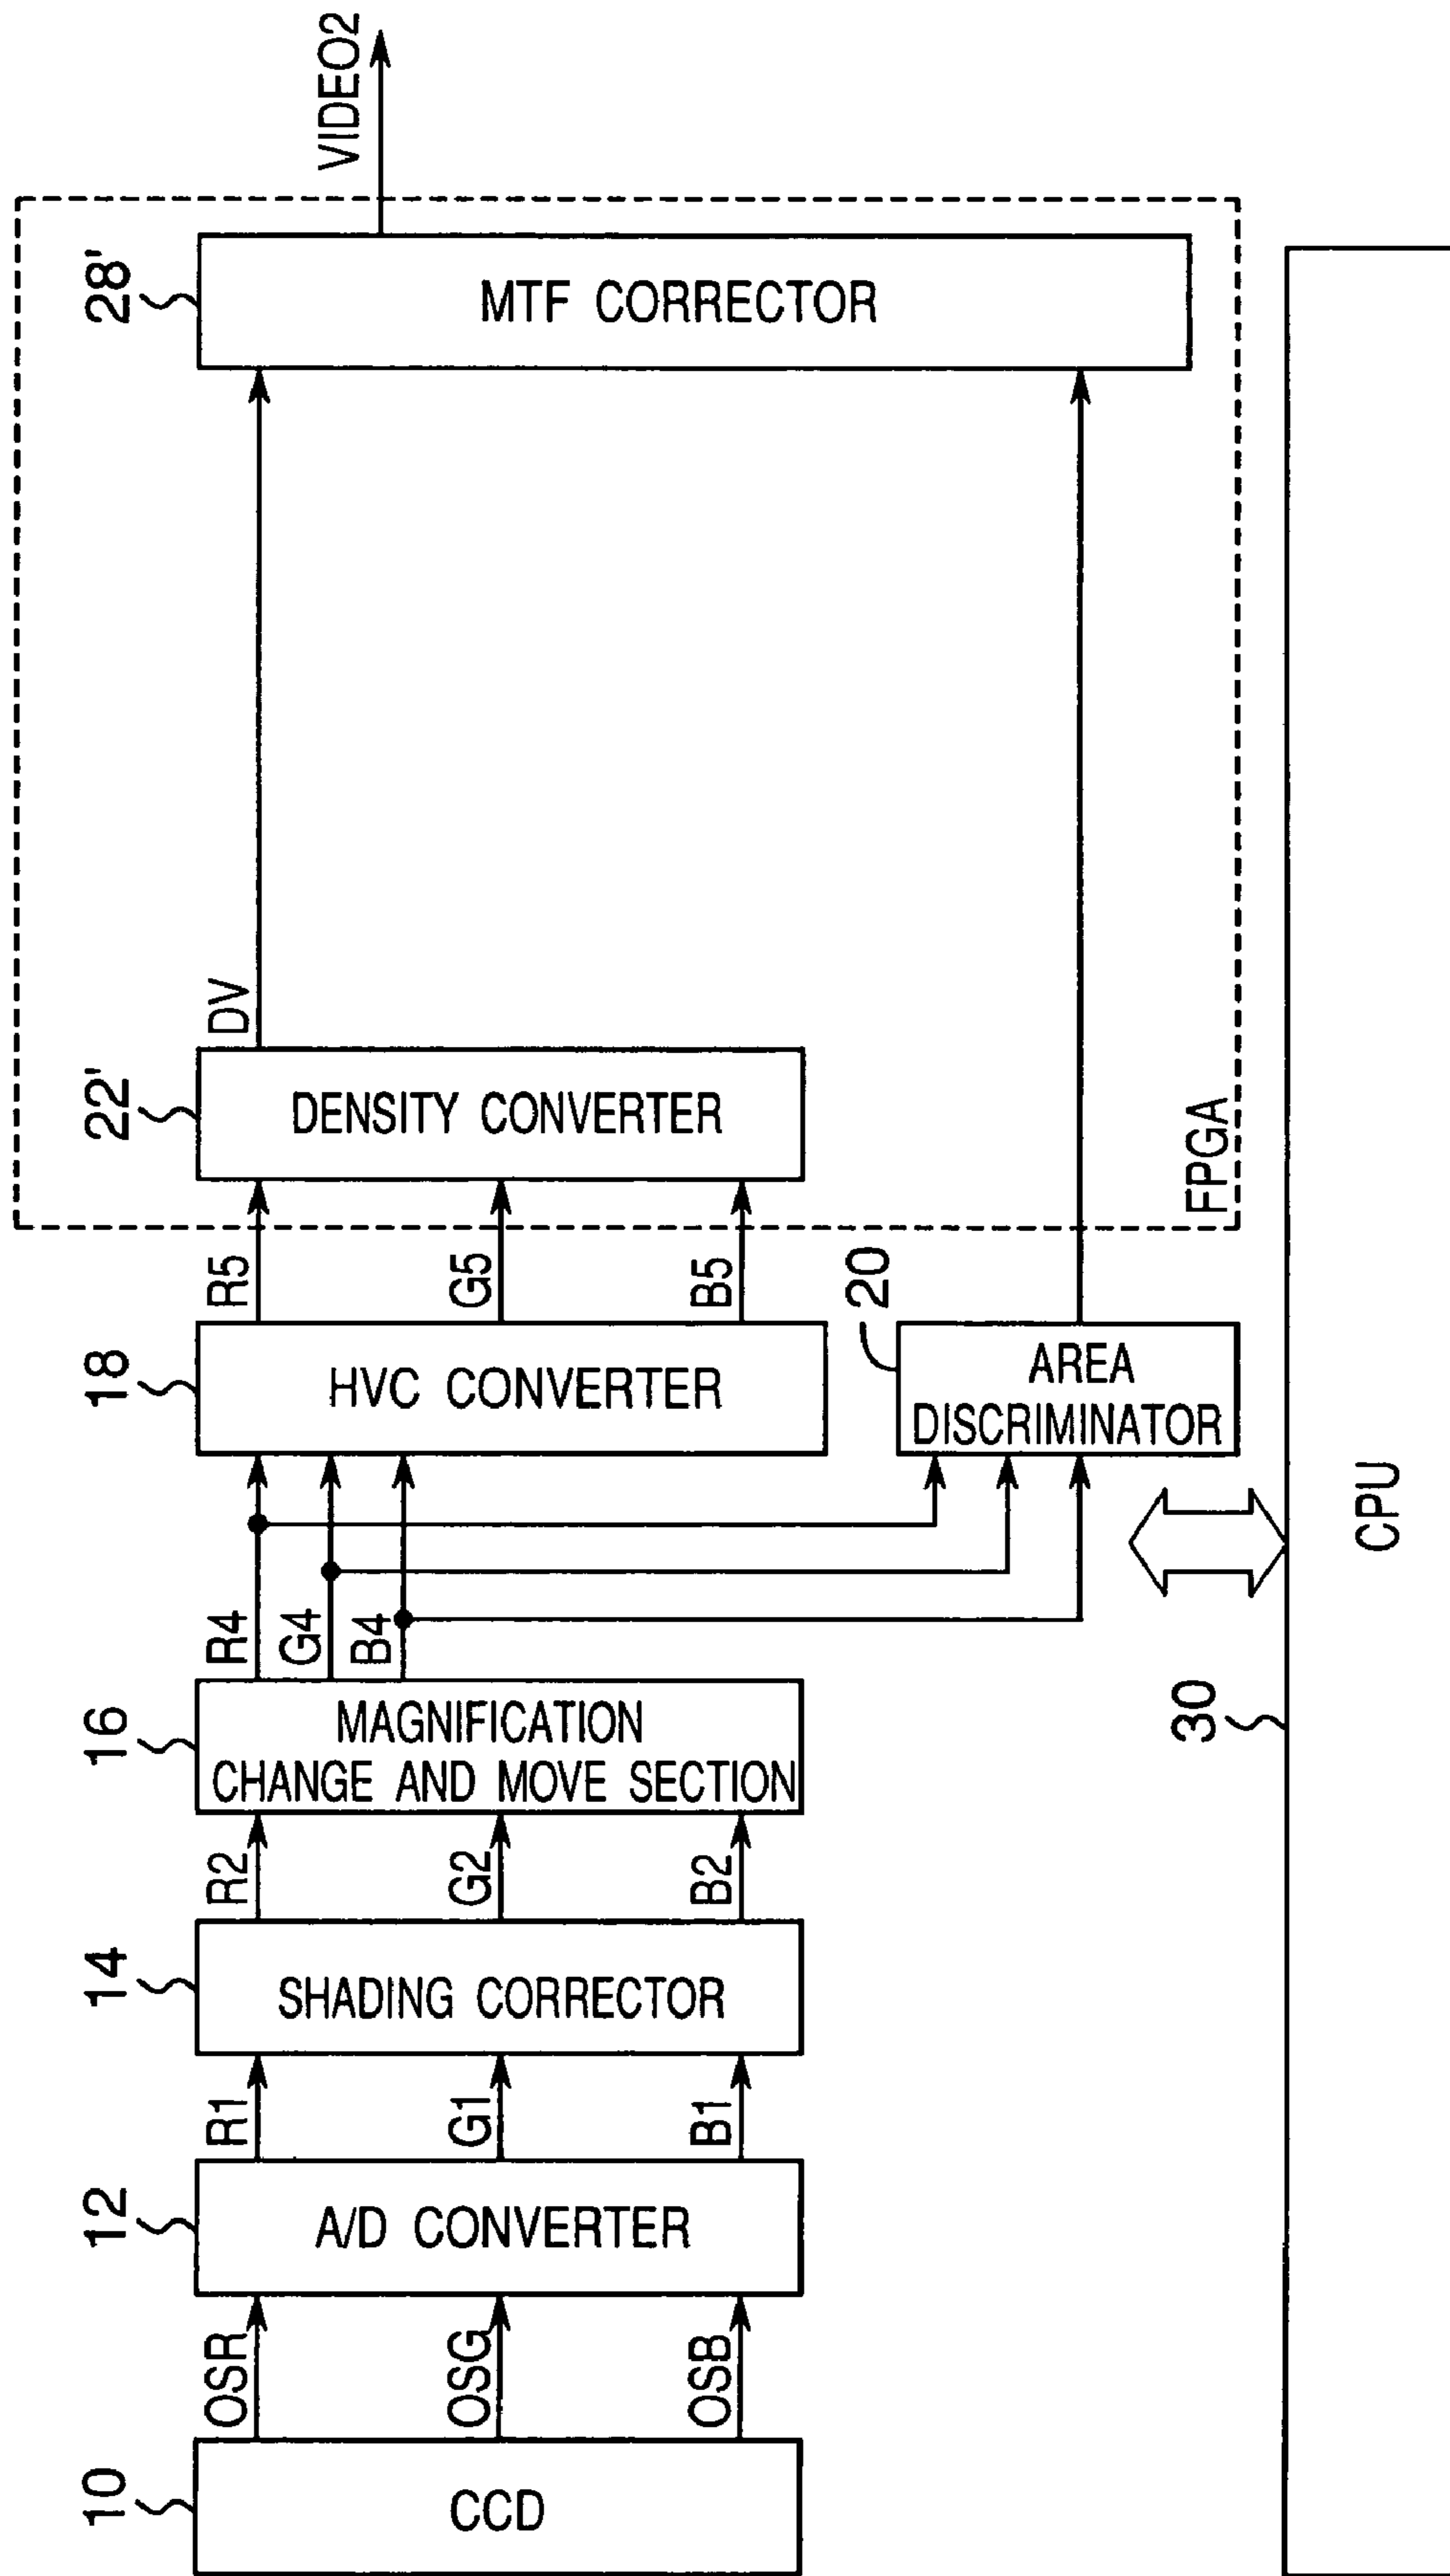 VIDEO2
28'
MTF CORRECTOR
DV
22'
DENSITY CONVERTER
FPGA
R5
G5
B5
18
HVC CONVERTER
20
AREA
DISCRIMINATOR
R4
G4
B4
CPU
30
16
MAGNIFICATION
CHANGE AND MOVE SECTION
R2
G2
B2
14
SHADING CORRECTOR
R1
G1
B1
12
A/D CONVERTER
OSR
OSG
OSB
10
CCD